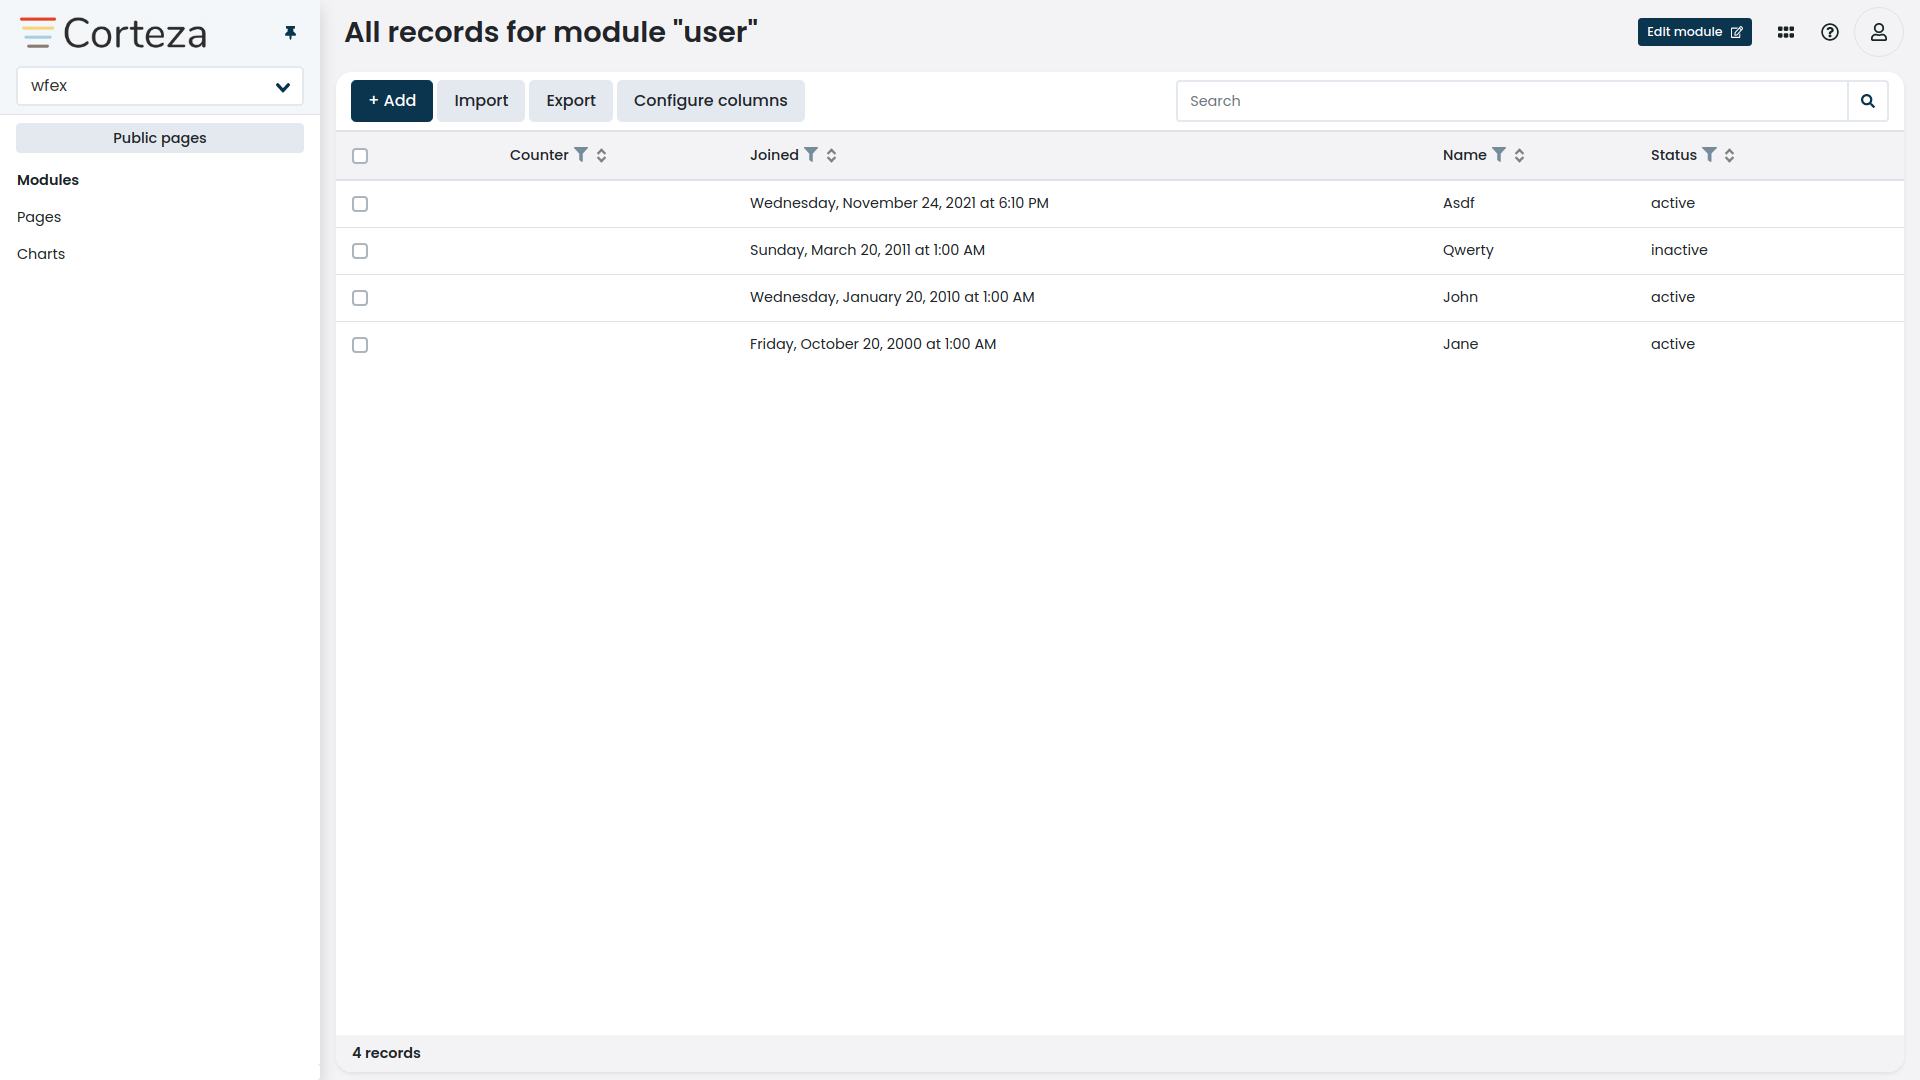 Corteza
wfex
Public pages
Modules
Pages
Charts
All records for module "user"
Edit module
+ Add
Import
Export
Configure columns
Search
Counter
Joined
Name
Status
Wednesday, November 24, 2021 at 6:10 PM
Asdf
active
Sunday, March 20, 2011 at 1:00 AM
Qwerty
inactive
Wednesday, January 20, 2010 at 1:00 AM
John
active
Friday, October 20, 2000 at 1:00 AM
Jane
active
4 records